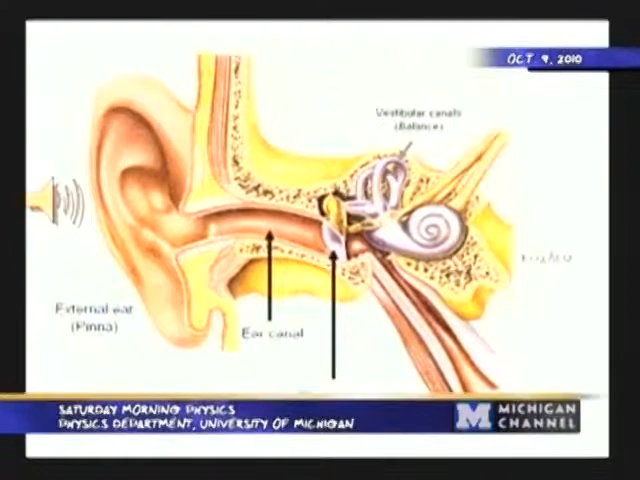 OCT. 9, 2010
Vestibular canals
(Balance)
External ear
(Pinna)
Ear canal
SATURDAY MORNING PHYSICS
PHYSICS DEPARTMENT, UNIVERSITY OF MICHIGAN
M MICHIGAN
CHANNEL